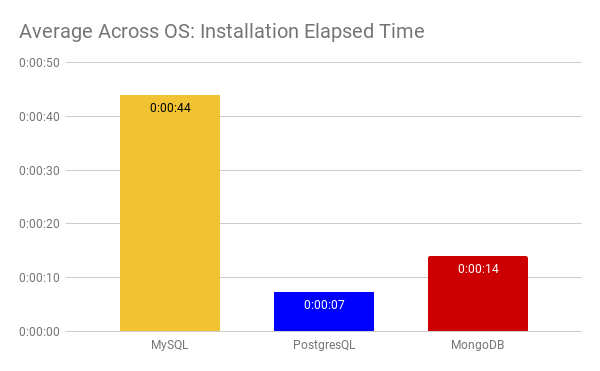 Average Across OS: Installation Elapsed Time
0:00:50
0:00:40
0:00:30
0:00:20
0:00:10
0:00:00
0:00:44
0:00:07
0:00:14
MySQL
PostgresQL
MongoDB